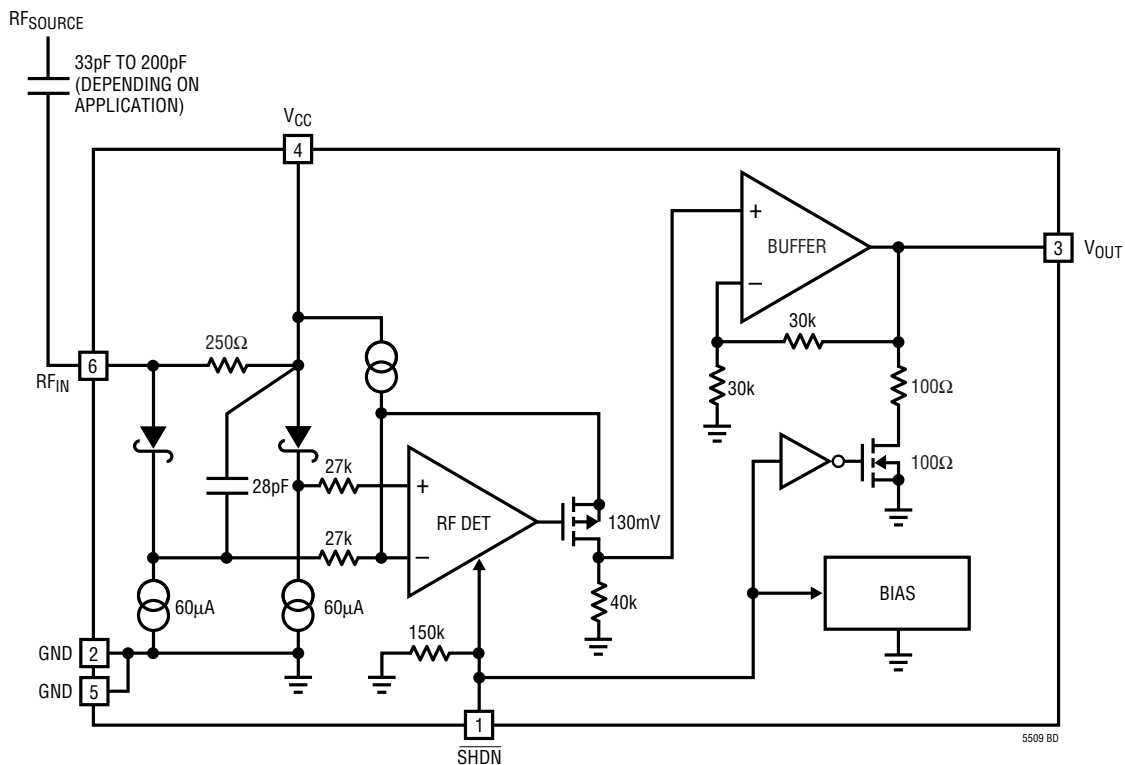 RFSOURCE
33pF TO 200pF
(DEPENDING ON
APPLICATION)
VCC
4
+
BUFFER
–
3
VOUT
30k
30k
250Ω
6
RFIN
100Ω
100Ω
27k
28pF
+
RF DET
–
130mV
27k
60µA
60µA
40k
BIAS
150k
GND
2
GND
5
1
SHDN
5509 BD